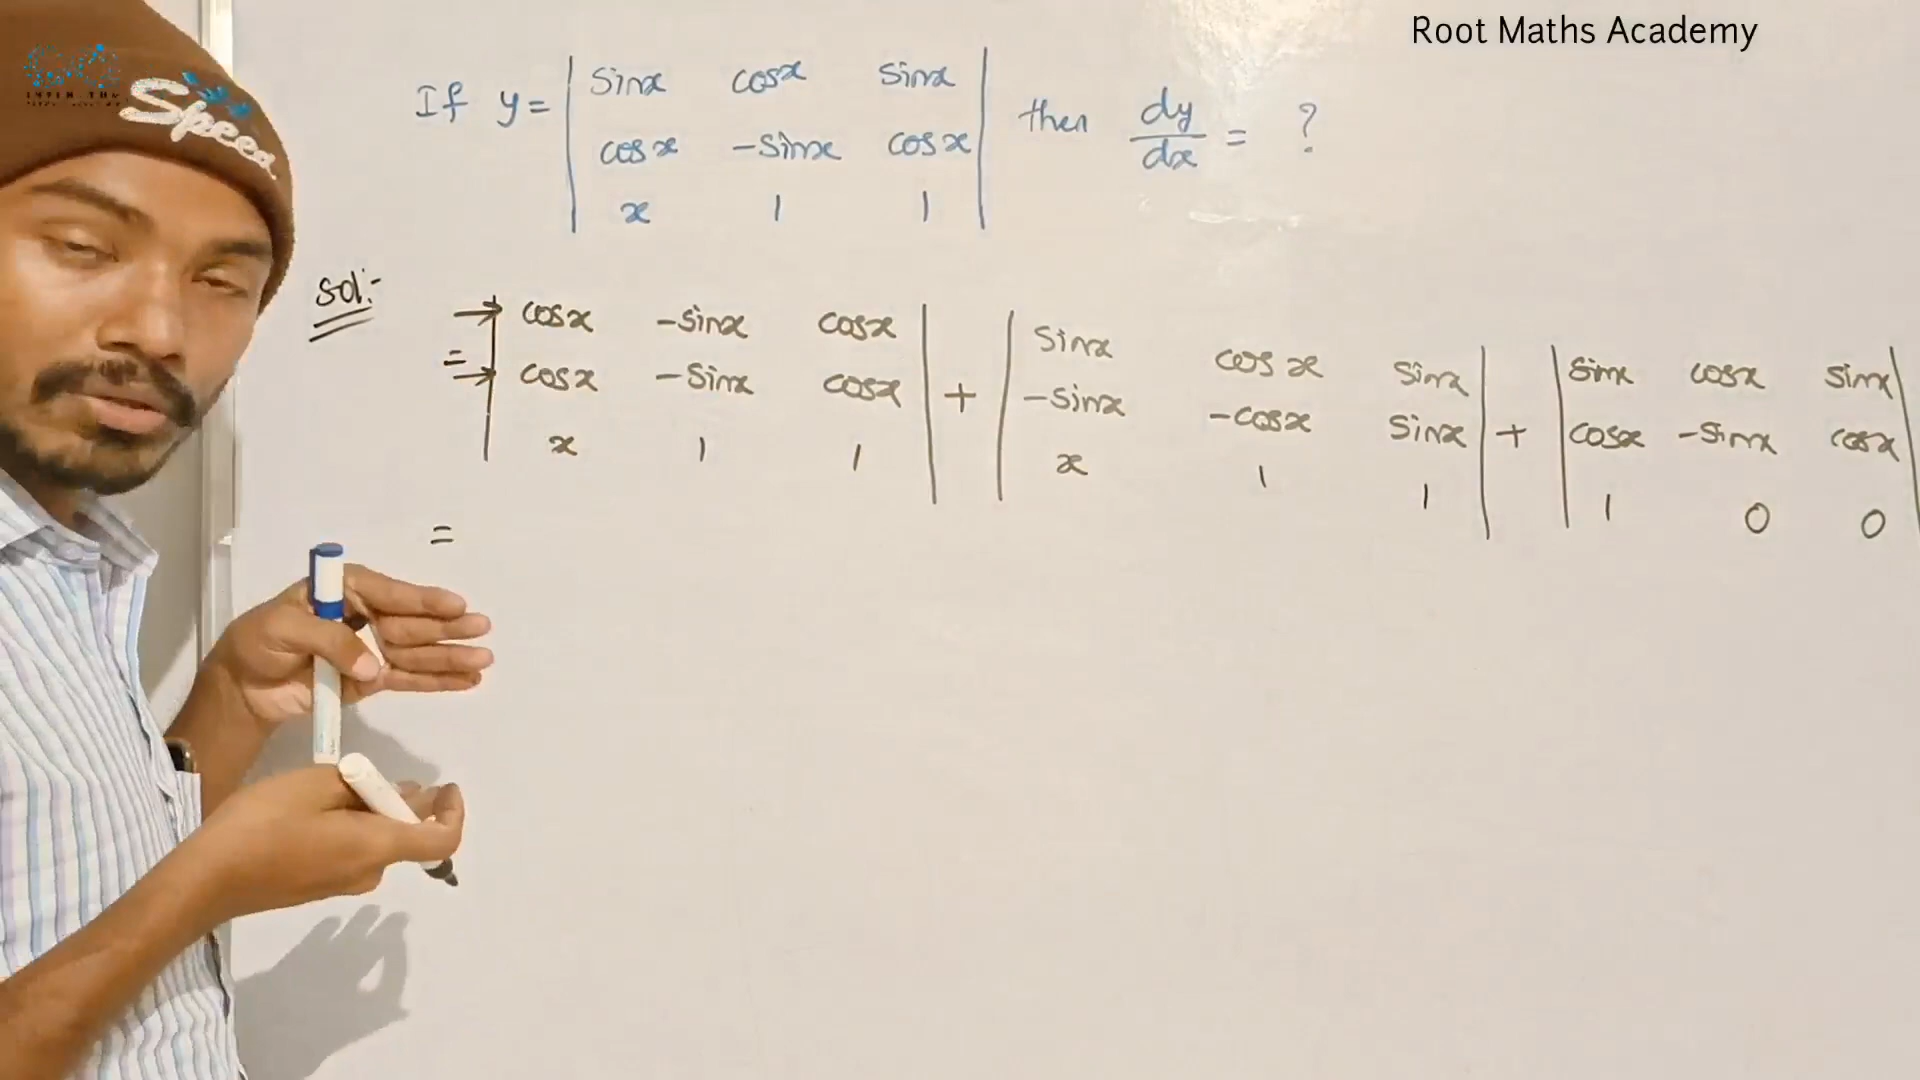 Root Maths Academy
Speed
If y = | sinx cosx sinx | then dy/dx = ?
| cosx -sinx cosx |
| x 1 1 |
Sol:-
= | cosx -sinx cosx | + | sinx cosx sinx | + | sinx cosx sinx |
| cosx -sinx cosx | | -sinx -cosx sinx | | cosx -sinx cosx |
| x 1 1 | | x 1 1 | | 1 0 0 |
=